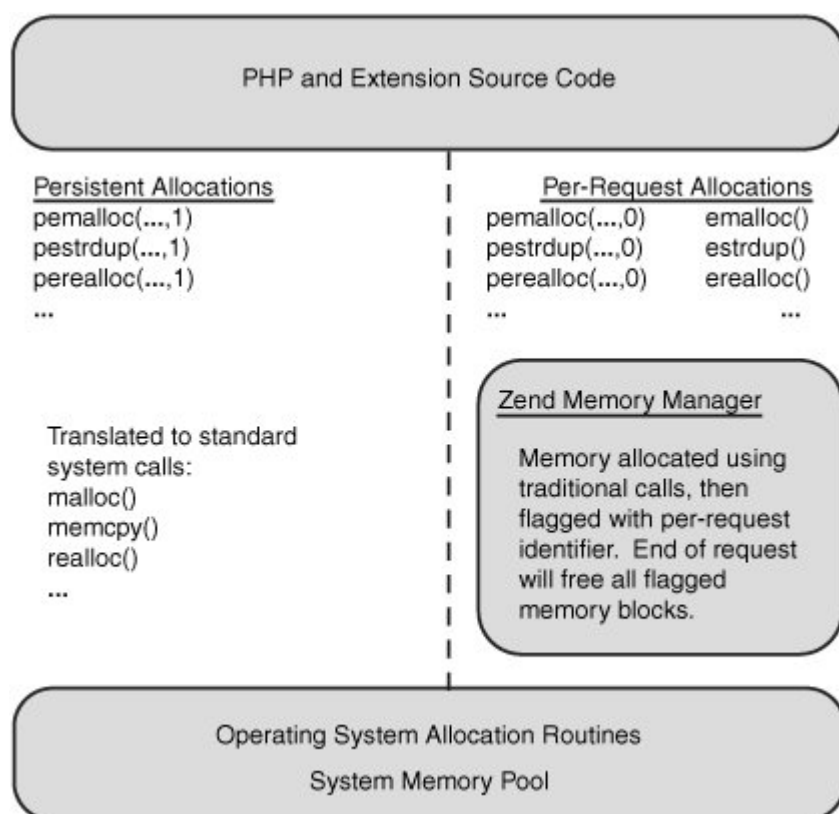 PHP and Extension Source Code
Persistent Allocations
pemalloc(...,1)
pestrdup(...,1)
perealloc(...,1)
...
Per-Request Allocations
pemalloc(...,0) emalloc()
pestrdup(...,0) estrdup()
perealloc(...,0) erealloc()
... ...
Translated to standard
system calls:
malloc()
memcpy()
realloc()
...
Zend Memory Manager
Memory allocated using
traditional calls, then
flagged with per-request
identifier. End of request
will free all flagged
memory blocks.
Operating System Allocation Routines
System Memory Pool